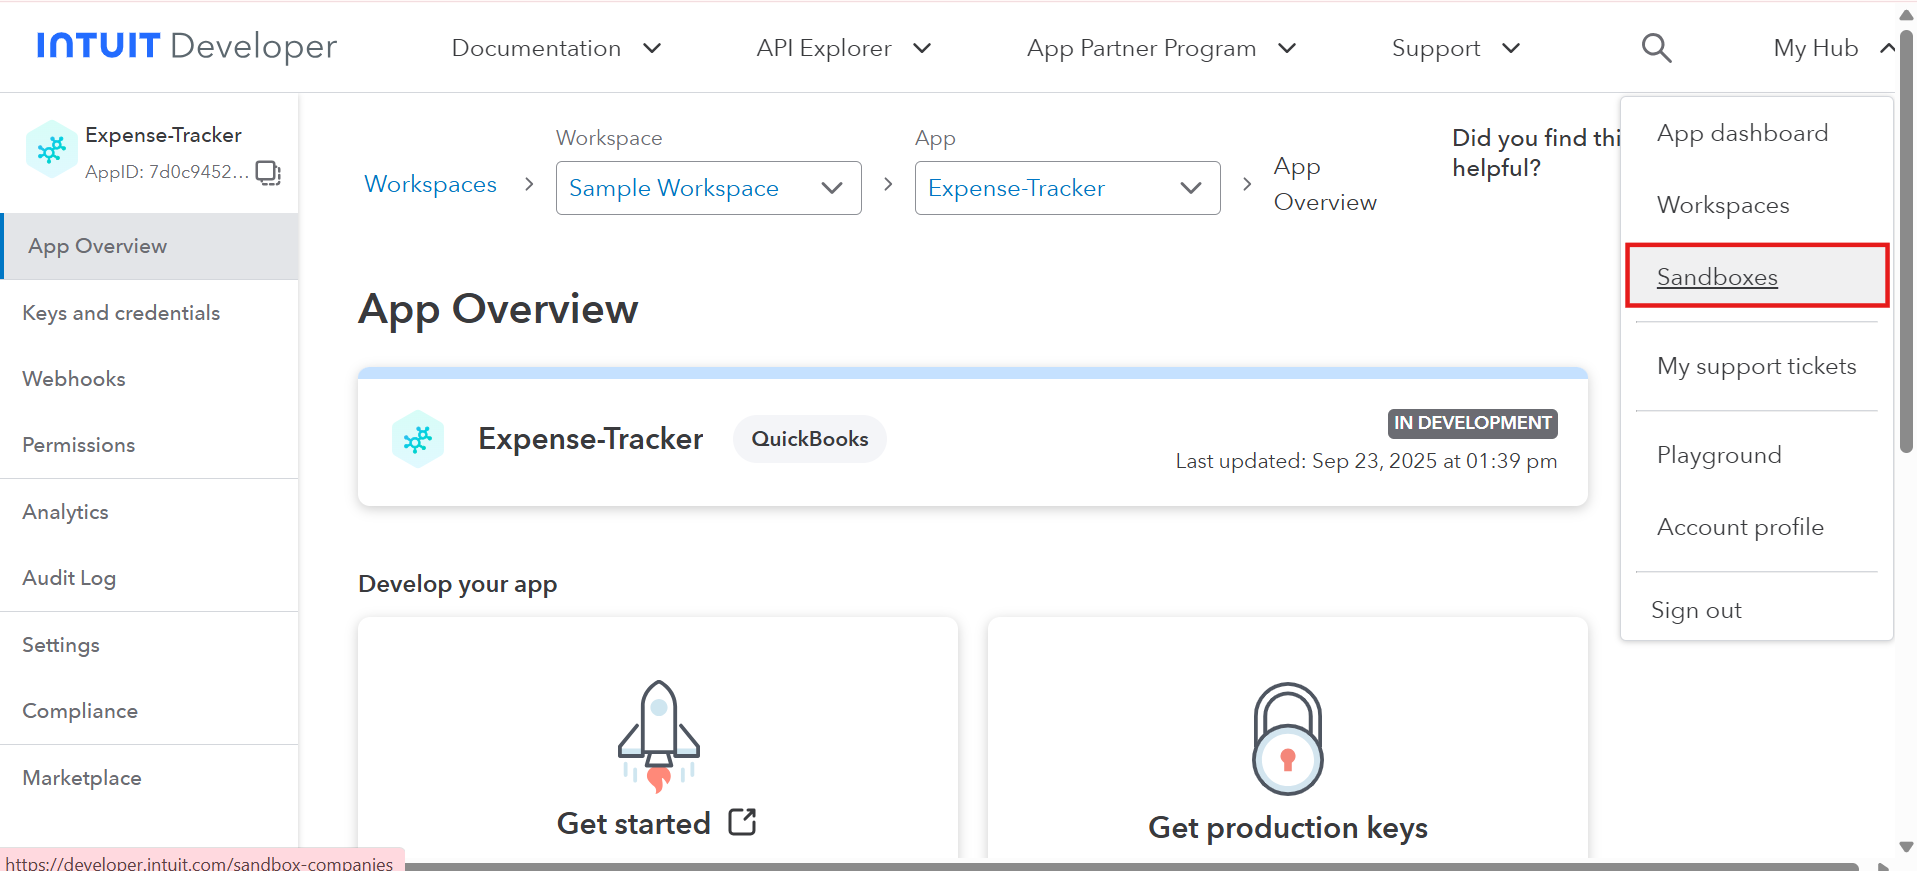 INTUIT Developer
Documentation
API Explorer
App Partner Program
Support
My Hub
Expense-Tracker
AppID: 7d0c9452...
App Overview
Keys and credentials
Webhooks
Permissions
Analytics
Audit Log
Settings
Compliance
Marketplace
Workspaces
Workspace
Sample Workspace
App
Expense-Tracker
App
Overview
Did you find thi
helpful?
App dashboard
Workspaces
Sandboxes
My support tickets
Playground
Account profile
Sign out
App Overview
Expense-Tracker
QuickBooks
IN DEVELOPMENT
Last updated: Sep 23, 2025 at 01:39 pm
Develop your app
Get started
Get production keys
https://developer.intuit.com/sandbox-companies